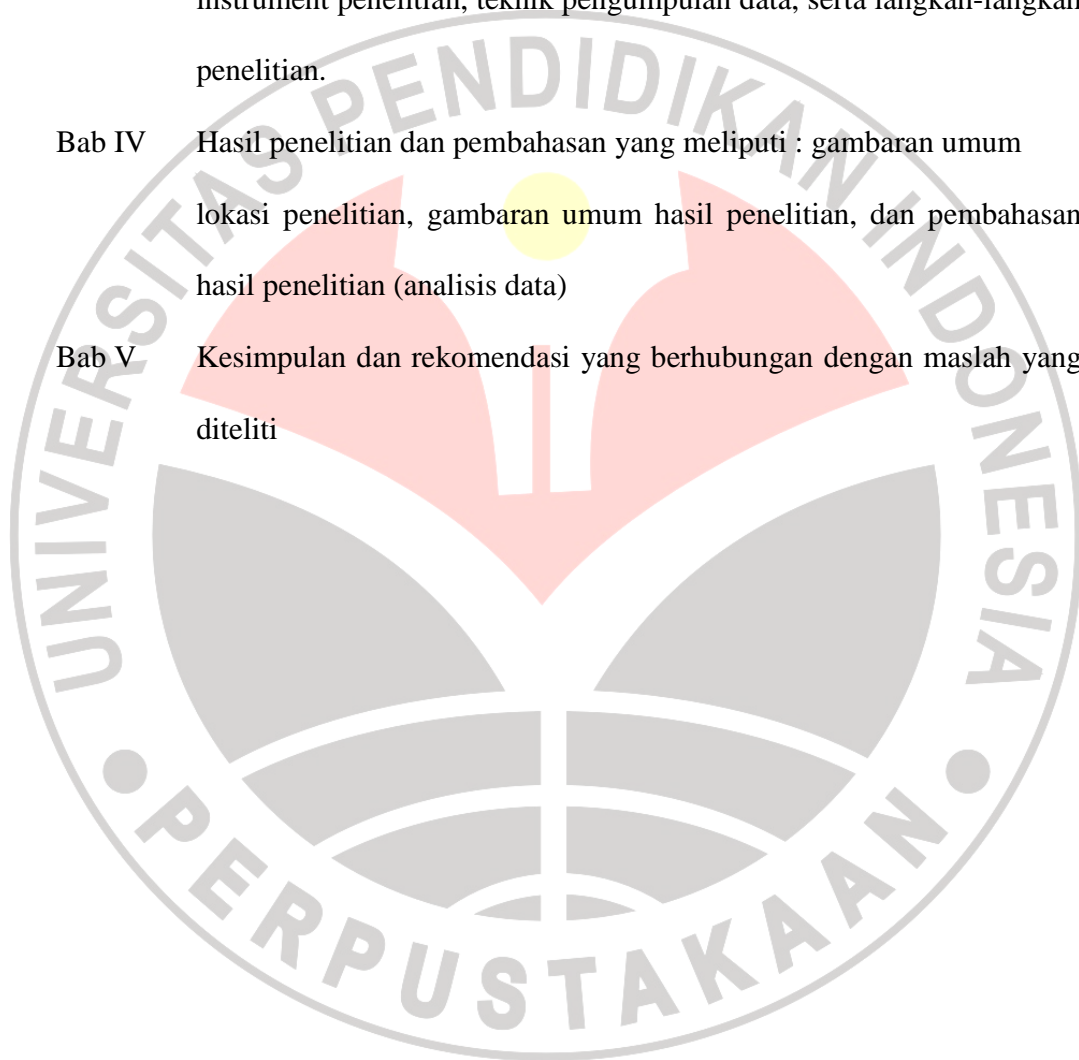 instrument penelitian, teknik pengumpulan data, serta langkah-langkah
penelitian.
Bab IV Hasil penelitian dan pembahasan yang meliputi : gambaran umum
lokasi penelitian, gambaran umum hasil penelitian, dan pembahasan
hasil penelitian (analisis data)
Bab V Kesimpulan dan rekomendasi yang berhubungan dengan maslah yang
diteliti
UNIVERSITAS PENDIDIKAN INDONESIA
PERPUSTAKAAN